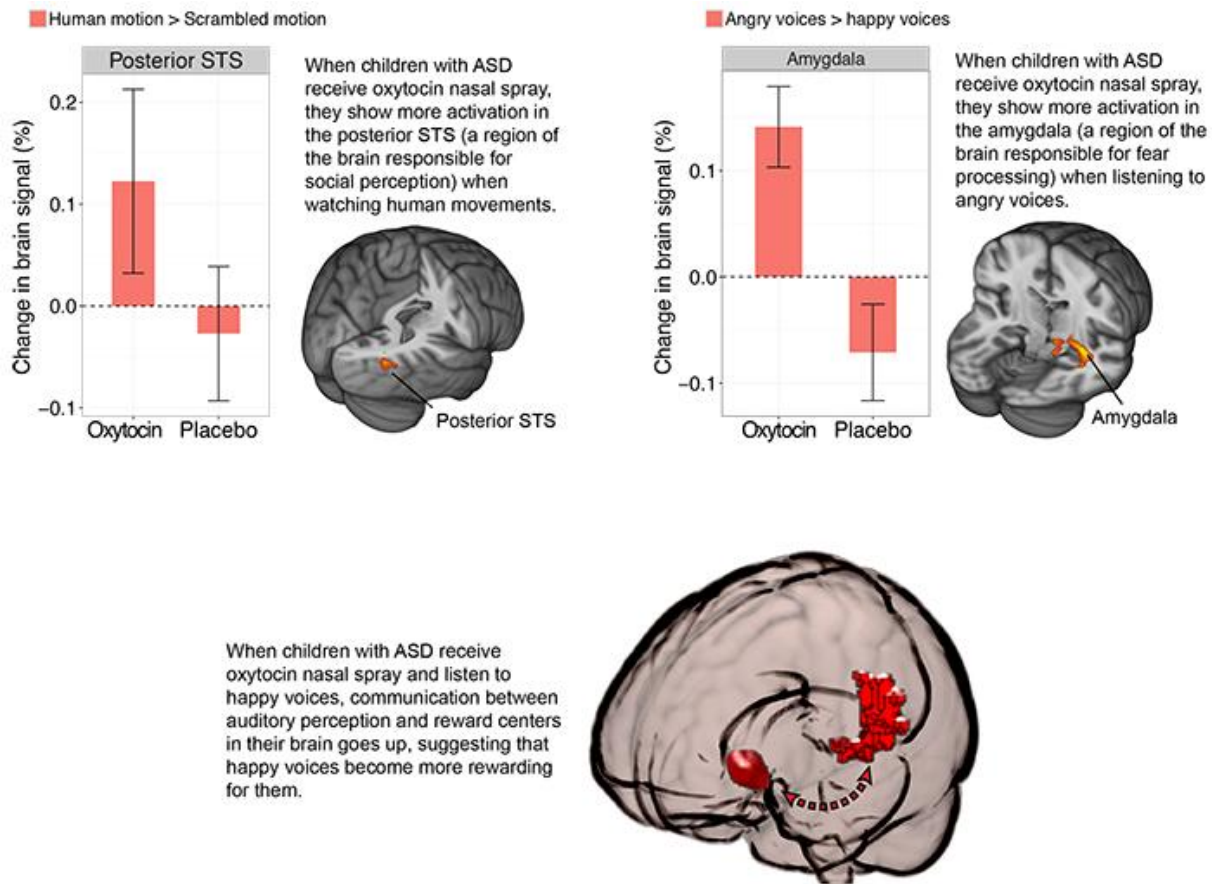 Human motion > Scrambled motion
Posterior STS
Change in brain signal (%)
0.2
0.1
0.0
−0.1
Oxytocin Placebo
When children with ASD
receive oxytocin nasal spray,
they show more activation in
the posterior STS (a region of
the brain responsible for
social perception) when
watching human movements.
Posterior STS
Angry voices > happy voices
Amygdala
Change in brain signal (%)
0.1
0.0
−0.1
Oxytocin Placebo
When children with ASD
receive oxytocin nasal spray,
they show more activation in
the amygdala (a region of the
brain responsible for fear
processing) when listening to
angry voices.
Amygdala
When children with ASD receive
oxytocin nasal spray and listen to
happy voices, communication between
auditory perception and reward centers
in their brain goes up, suggesting that
happy voices become more rewarding
for them.